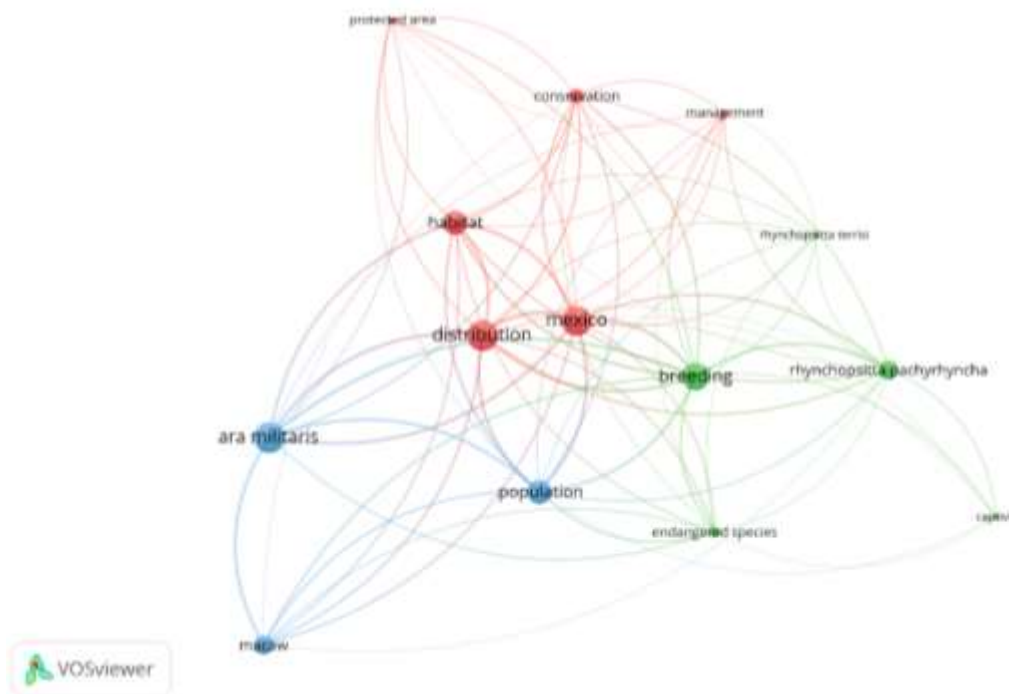 protected area
conservation
management
habitat
rhynchopsitta terrisi
mexico
distribution
breeding
rhynchopsitta pachyrhyncha
ara militaris
population
captivi
endangered species
macaw
VOSviewer